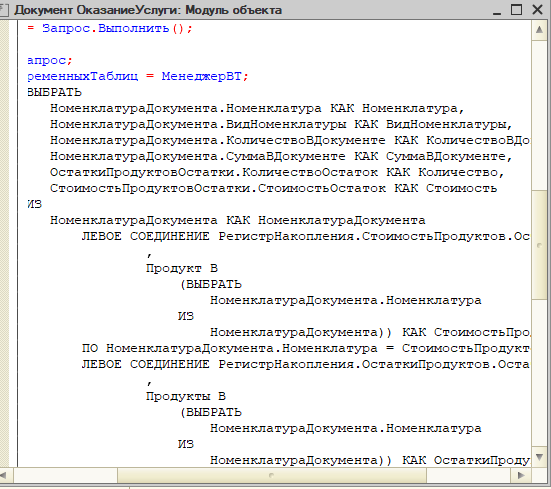 Документ ОказаниеУслуги: Модуль объекта
= Запрос.Выполнить();
апрос;
ременныхТаблиц = МенеджерВТ;
ВЫБРАТЬ
НоменклатураДокумента.Номенклатура КАК Номенклатура,
НоменклатураДокумента.ВидНоменклатуры КАК ВидНоменклатуры,
НоменклатураДокумента.КоличествоВДокументе КАК КоличествоВДо
НоменклатураДокумента.СуммаВДокументе КАК СуммаВДокументе,
ОстаткиПродуктовОстатки.КоличествоОстаток КАК Количество,
СтоимостьПродуктовОстатки.СтоимостьОстаток КАК Стоимость
ИЗ
НоменклатураДокумента КАК НоменклатураДокумента
ЛЕВОЕ СОЕДИНЕНИЕ РегистрНакопления.СтоимостьПродуктов.Ос
,
Продукт В
(ВЫБРАТЬ
НоменклатураДокумента.Номенклатура
ИЗ
НоменклатураДокумента)) КАК СтоимостьПро
ПО НоменклатураДокумента.Номенклатура = СтоимостьПродукт
ЛЕВОЕ СОЕДИНЕНИЕ РегистрНакопления.ОстаткиПродуктов.Оста
,
Продукты В
(ВЫБРАТЬ
НоменклатураДокумента.Номенклатура
ИЗ
НоменклатураДокумента)) КАК ОстаткиПроду